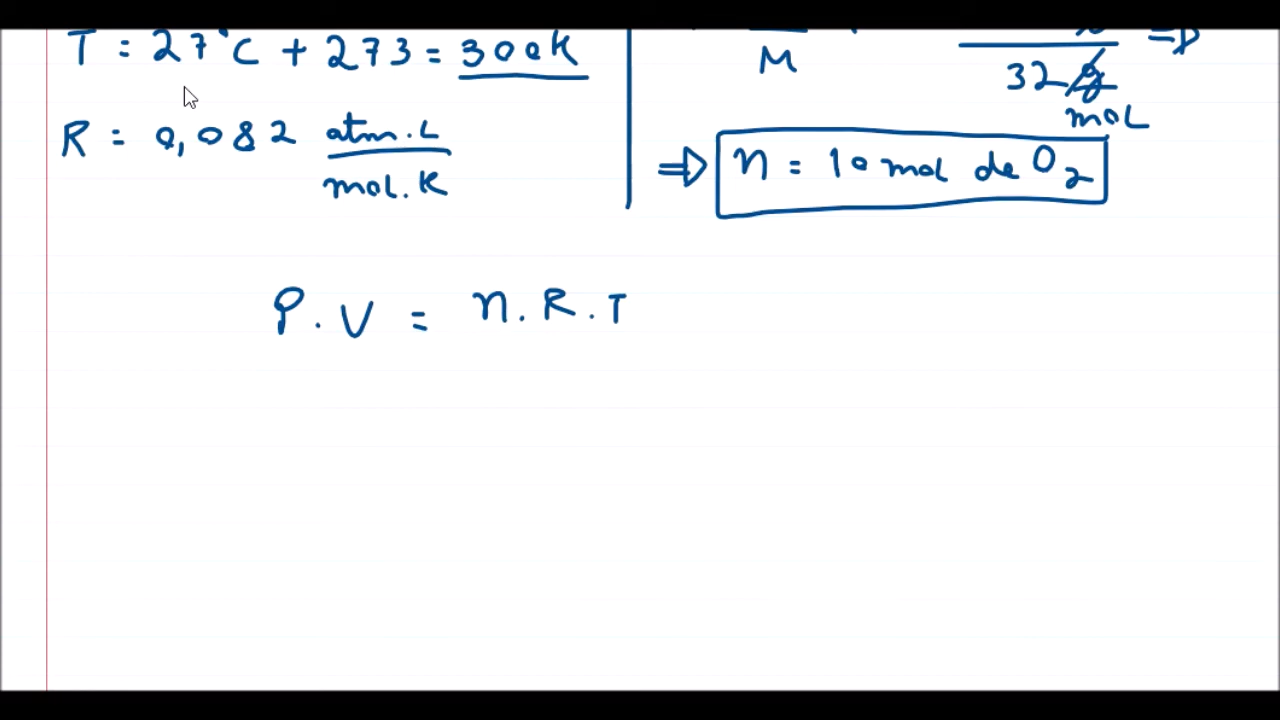 T = 27°C + 273 = 300K
R = 0,082 atm.L
mol.K
M
32 g
mol
⇒ n = 10 mol de O2
P.V = n.R.T